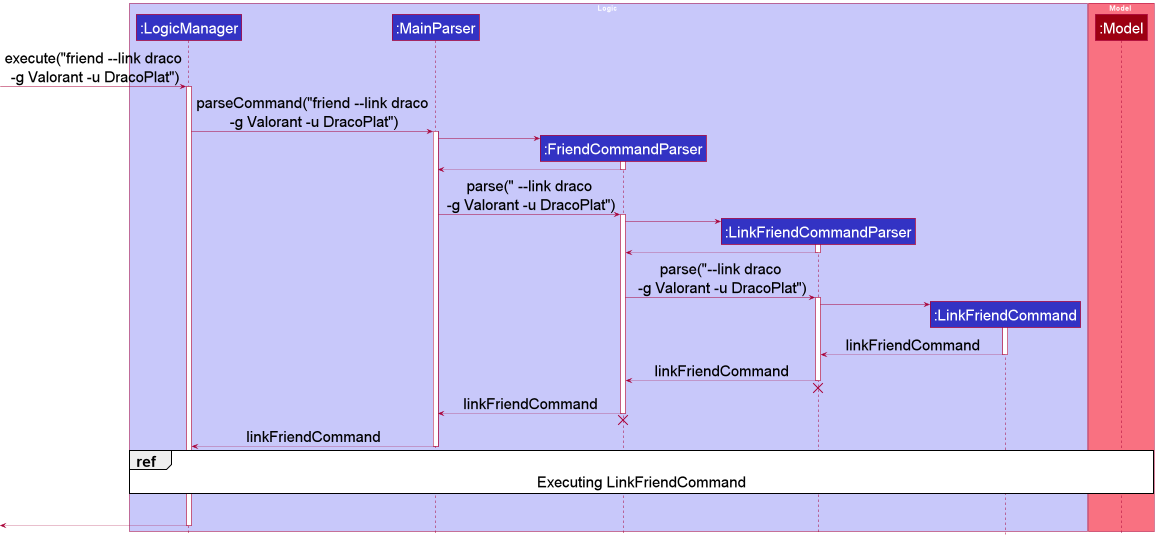 Logic
Model
:LogicManager
:MainParser
:Model
execute("friend --link draco
-g Valorant -u DracoPlat")
parseCommand("friend --link draco
-g Valorant -u DracoPlat")
:FriendCommandParser
parse(" --link draco
-g Valorant -u DracoPlat")
:LinkFriendCommandParser
parse("--link draco
-g Valorant -u DracoPlat")
:LinkFriendCommand
linkFriendCommand
linkFriendCommand
linkFriendCommand
linkFriendCommand
ref
Executing LinkFriendCommand